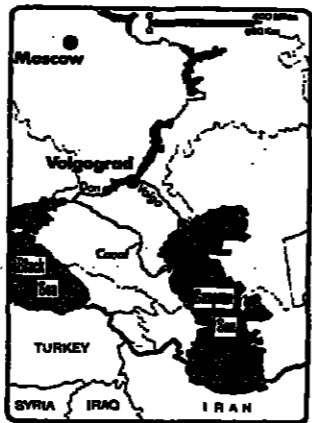 Moscow
Volgograd
Don
Volga
Canal
Black
Sea
Caspian
Sea
TURKEY
SYRIA
IRAQ
IRAN